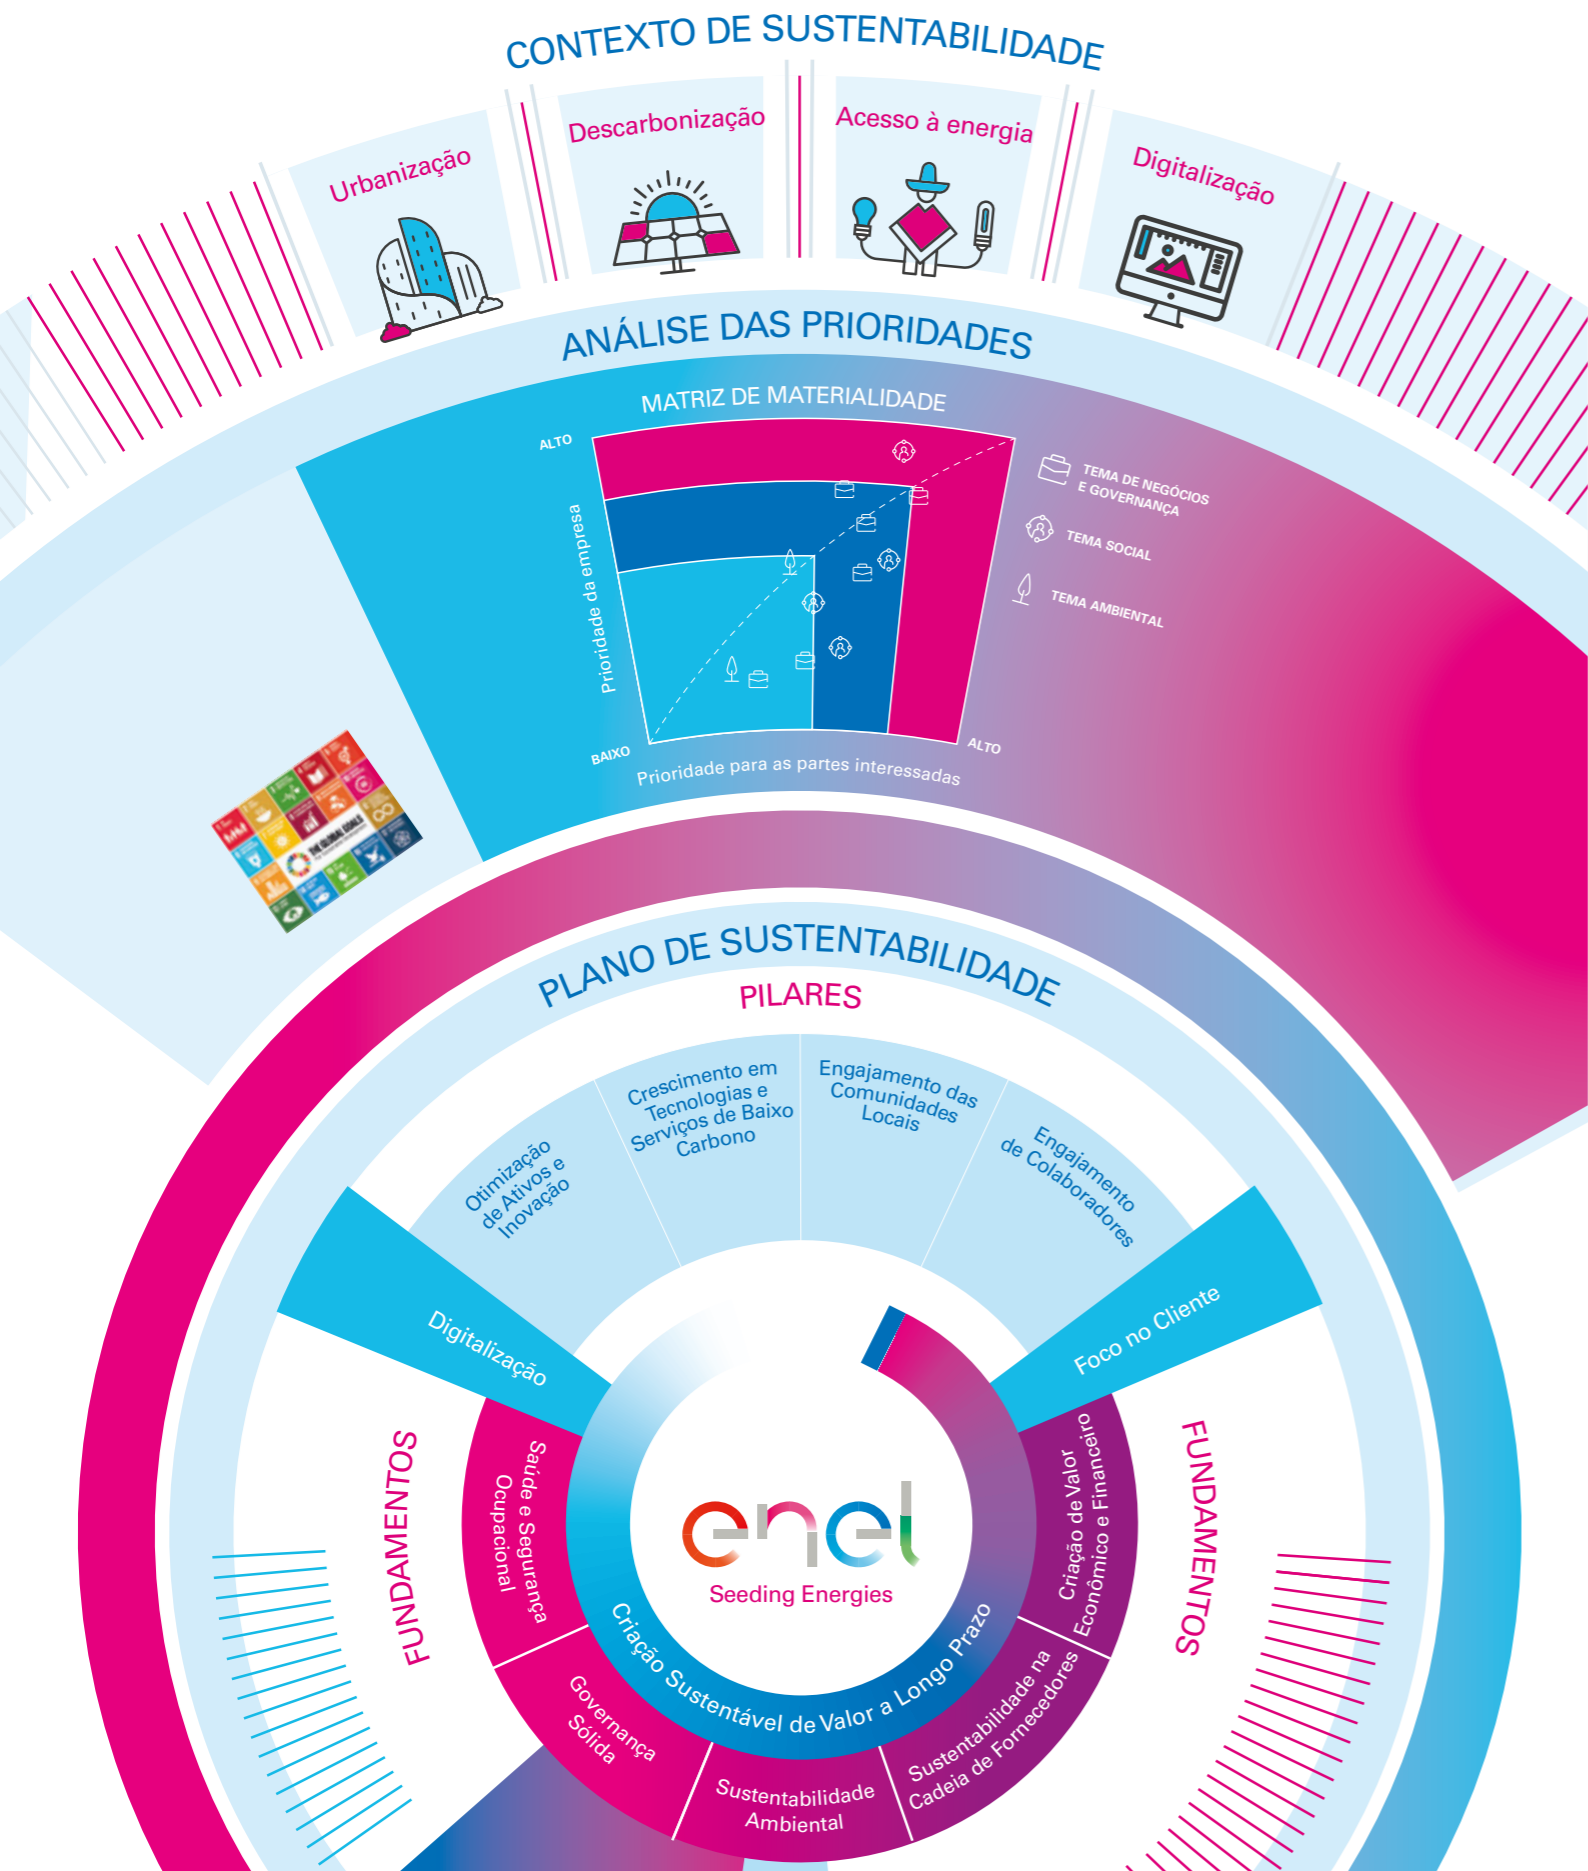 CONTEXTO DE SUSTENTABILIDADE
Urbanização
Descarbonização
Acesso à energia
Digitalização
ANÁLISE DAS PRIORIDADES
MATRIZ DE MATERIALIDADE
ALTO
Prioridade da empresa
BAIXO
Prioridade para as partes interessadas
ALTO
TEMA DE NEGÓCIOS
E GOVERNANÇA
TEMA SOCIAL
TEMA AMBIENTAL
THE GLOBAL GOALS
PLANO DE SUSTENTABILIDADE
PILARES
Otimização
de Ativos e
Inovação
Crescimento em
Tecnologias e
Serviços de Baixo
Carbono
Engajamento das
Comunidades
Locais
Engajamento
de Colaboradores
Digitalização
Foco no Cliente
FUNDAMENTOS
Saúde e Segurança
Ocupacional
Governança
Sólida
Sustentabilidade
Ambiental
Sustentabilidade na
Cadeia de Fornecedores
Criação de Valor
Econômico e Financeiro
FUNDAMENTOS
enel
Seeding Energies
Criação Sustentável de Valor a Longo Prazo